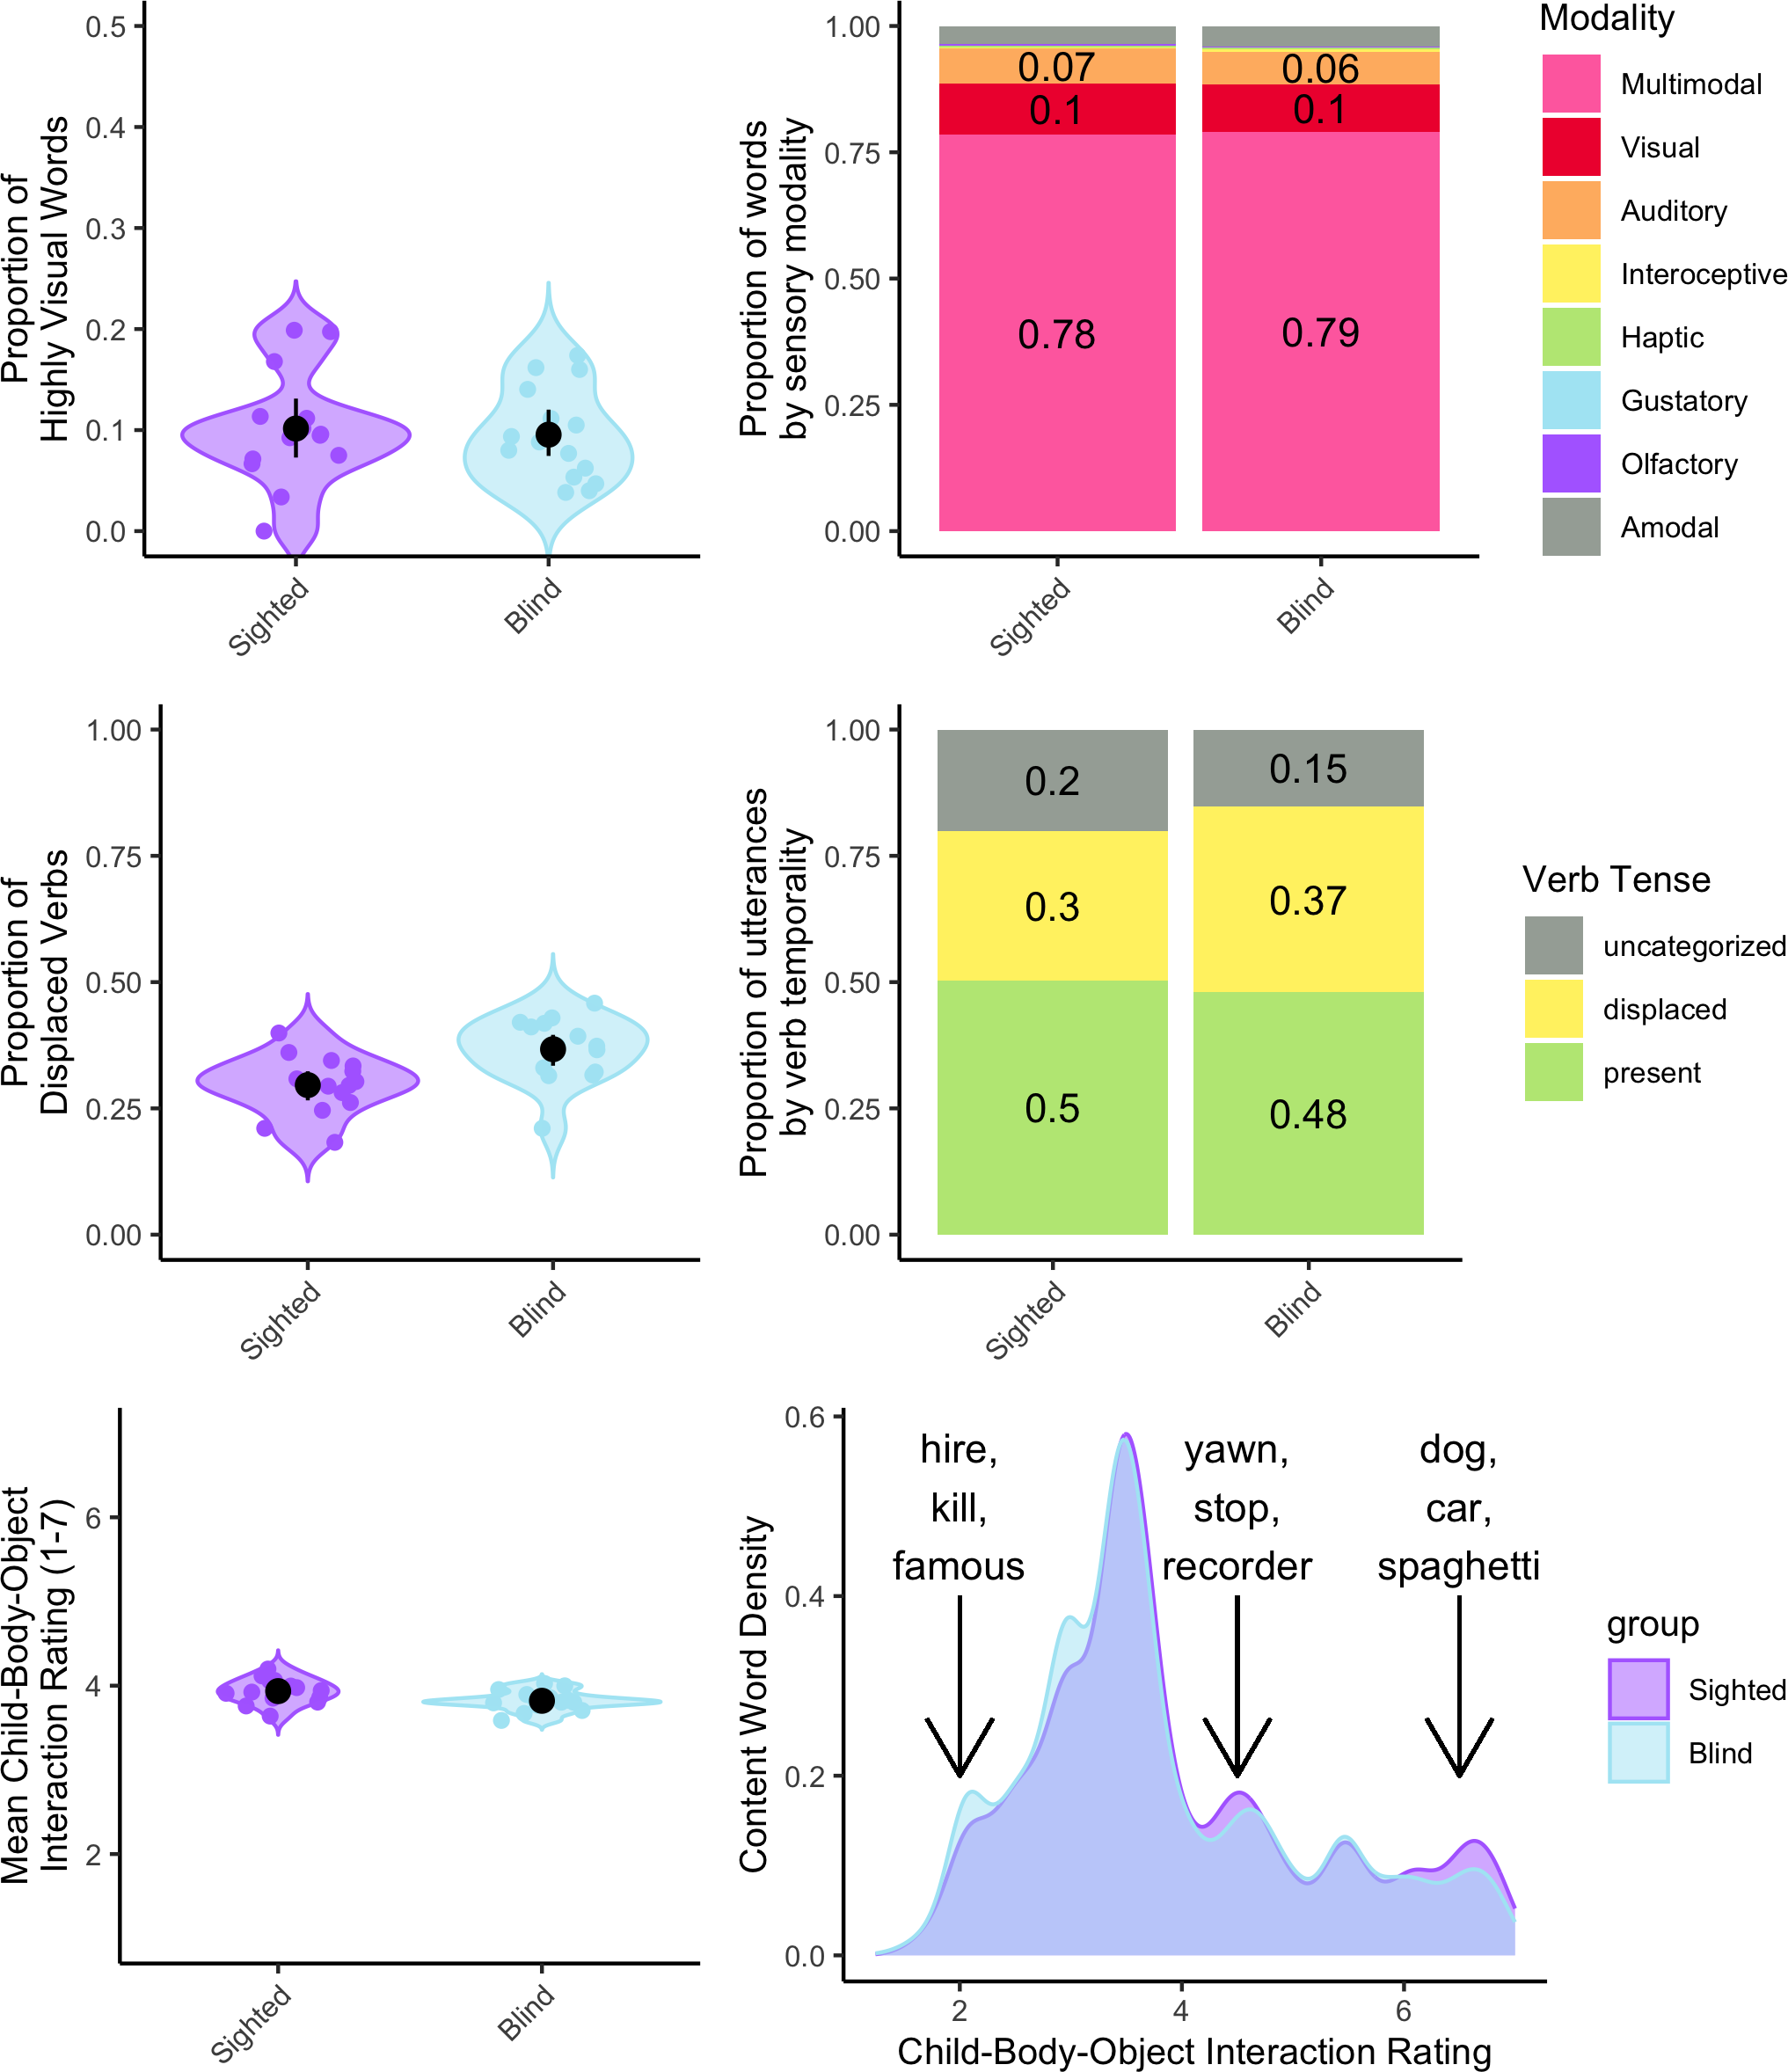 Proportion of
Highly Visual Words
0.5
0.4
0.3
0.2
0.1
0.0
Sighted
Blind
Proportion of words
by sensory modality
1.00
0.75
0.50
0.25
0.00
0.07
0.1
0.78
0.06
0.1
0.79
Sighted
Blind
Modality
Multimodal
Visual
Auditory
Interoceptive
Haptic
Gustatory
Olfactory
Amodal
Proportion of
Displaced Verbs
1.00
0.75
0.50
0.25
0.00
Sighted
Blind
Proportion of utterances
by verb temporality
1.00
0.75
0.50
0.25
0.00
0.2
0.3
0.5
0.15
0.37
0.48
Sighted
Blind
Verb Tense
uncategorized
displaced
present
Mean Child-Body-Object
Interaction Rating (1-7)
6
4
2
Sighted
Blind
Content Word Density
0.6
0.4
0.2
0.0
hire,
kill,
famous
yawn,
stop,
recorder
dog,
car,
spaghetti
2
4
6
Child-Body-Object Interaction Rating
group
Sighted
Blind